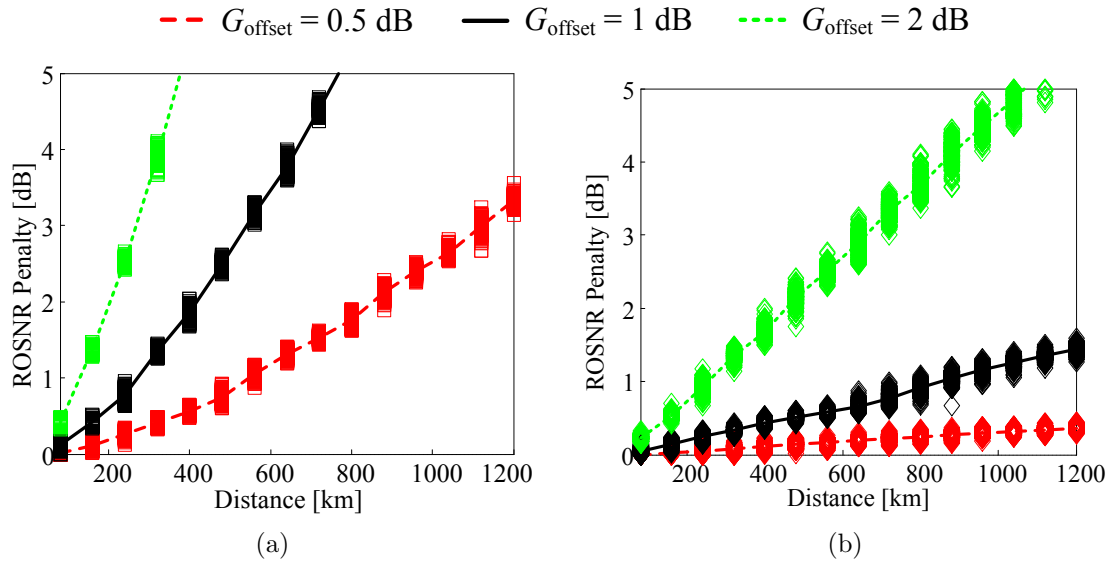 G_offset = 0.5 dB G_offset = 1 dB G_offset = 2 dB
ROSNR Penalty [dB]
5
4
3
2
1
0
200 400 600 800 1000 1200
Distance [km]
(a)
ROSNR Penalty [dB]
5
4
3
2
1
0
200 400 600 800 1000 1200
Distance [km]
(b)